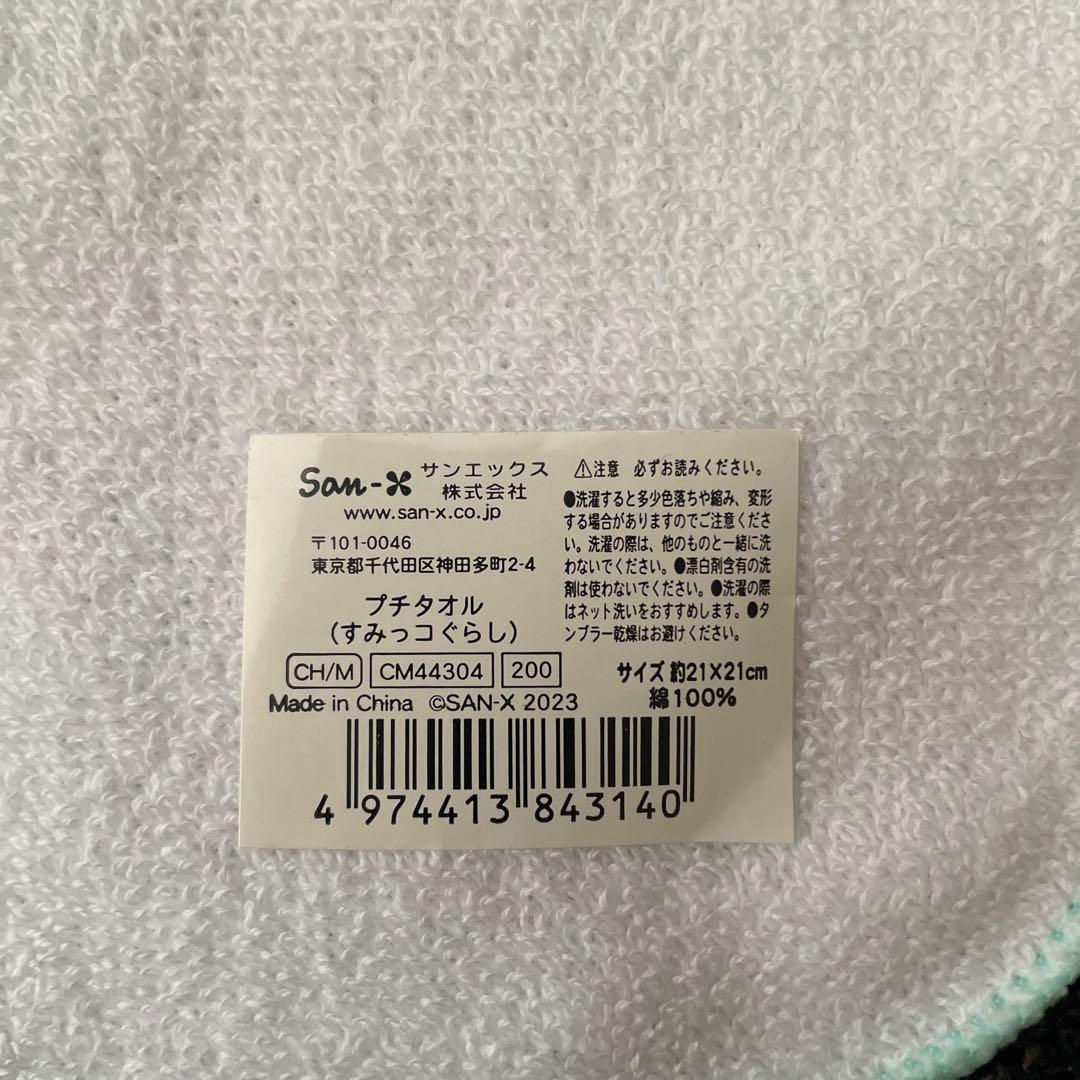 San-X サンエックス
株式会社
www.san-x.co.jp
〒101-0046
東京都千代田区神田多町2-4
プチタオル
(すみっコぐらし)
CH/M CM44304 200
Made in China ©SAN-X 2023
⚠注意 必ずお読みください。
●洗濯すると多少色落ちや縮み、変形
する場合がありますのでご注意くださ
い。洗濯の際は、他のものと一緒に洗
わないでください。●漂白剤含有の洗
剤は使わないでください。●洗濯の際
はネット洗いをおすすめします。●タ
ンブラー乾燥はお避けください。
サイズ 約21×21cm
綿100%
4 974413 843140